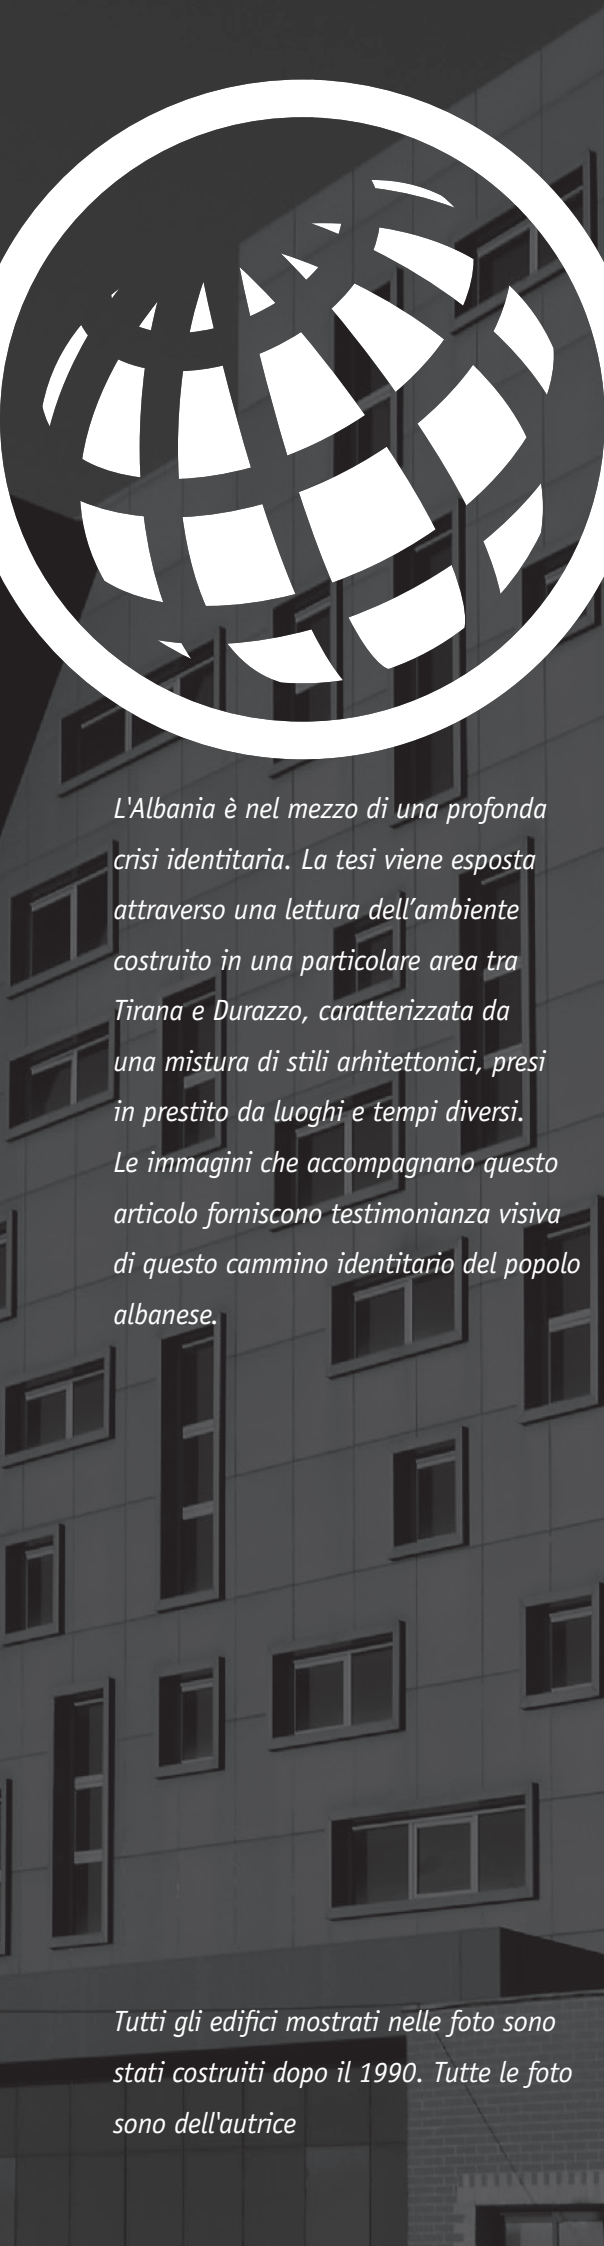 L'Albania è nel mezzo di una profonda
crisi identitaria. La tesi viene esposta
attraverso una lettura dell’ambiente
costruito in una particolare area tra
Tirana e Durazzo, caratterizzata da
una mistura di stili arhitettonici, presi
in prestito da luoghi e tempi diversi.
Le immagini che accompagnano questo
articolo forniscono testimonianza visiva
di questo cammino identitario del popolo
albanese.
Tutti gli edifici mostrati nelle foto sono
stati costruiti dopo il 1990. Tutte le foto
sono dell'autrice